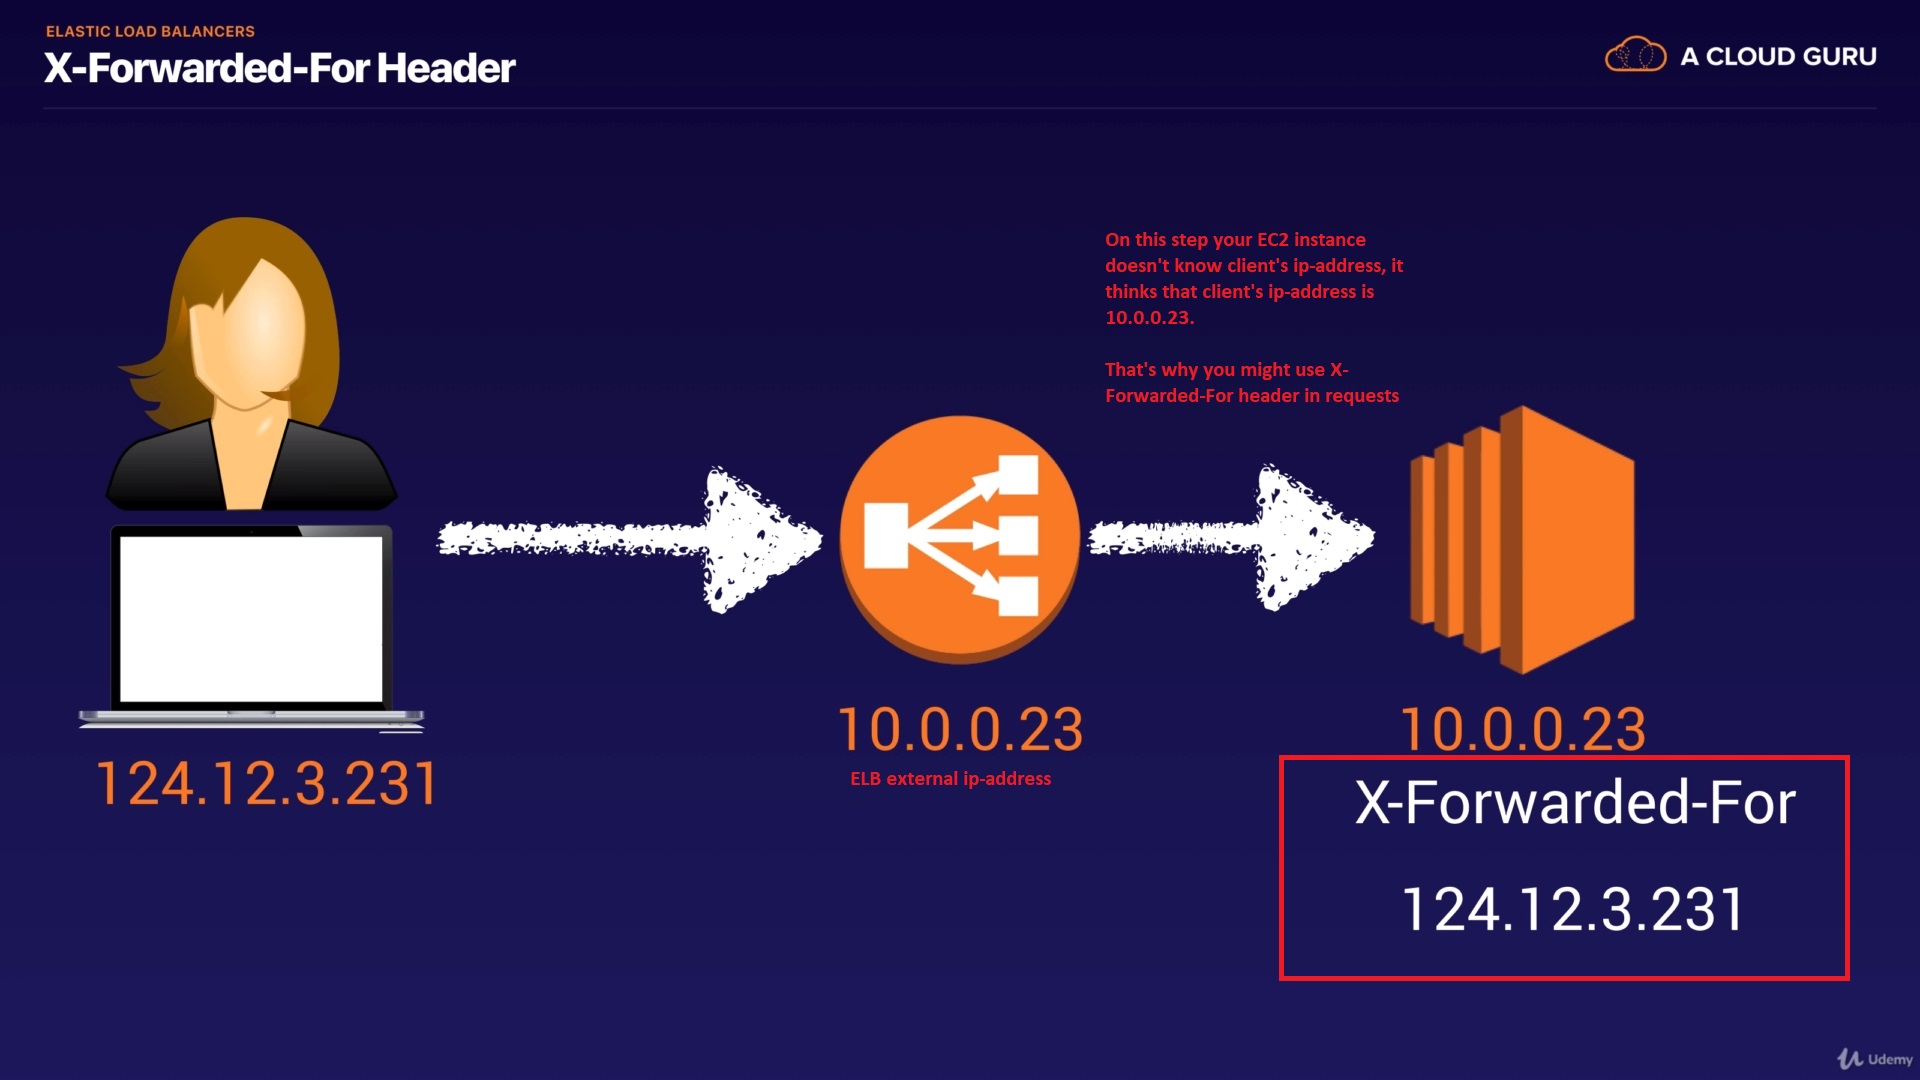 ELASTIC LOAD BALANCERS
X-Forwarded-For Header
A CLOUD GURU
On this step your EC2 instance
doesn't know client's ip-address, it
thinks that client's ip-address is
10.0.0.23.
That's why you might use X-
Forwarded-For header in requests
124.12.3.231
10.0.0.23
ELB external ip-address
10.0.0.23
X-Forwarded-For
124.12.3.231
Udemy